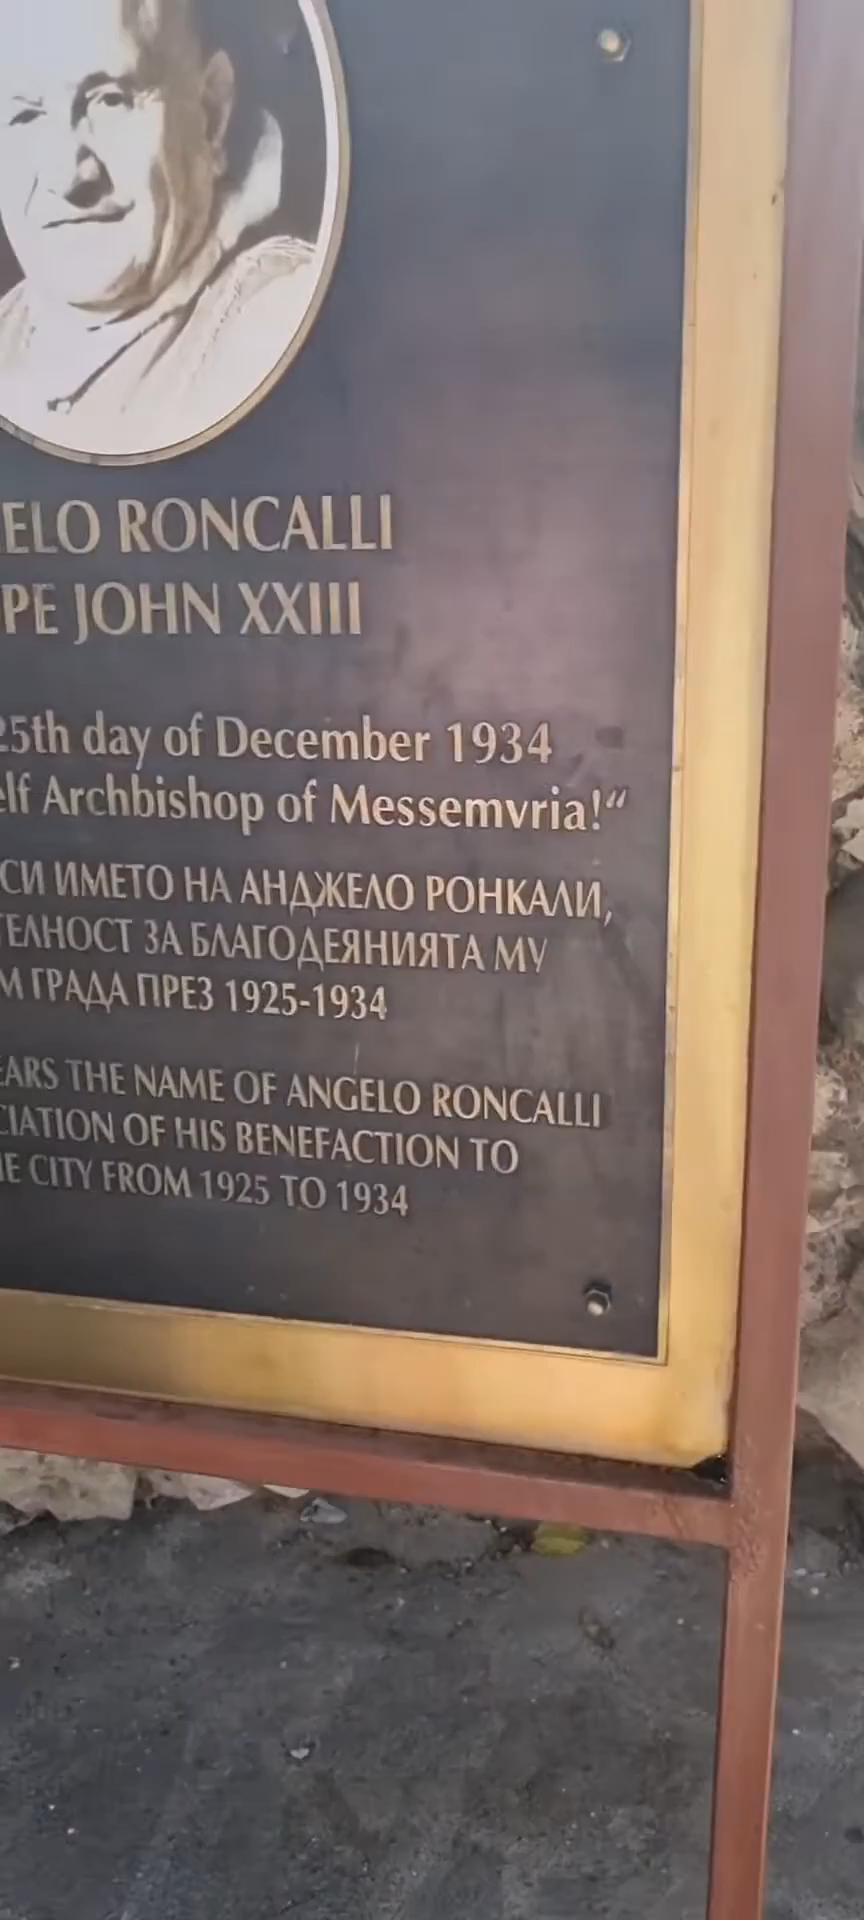 ELO RONCALLI
PE JOHN XXIII
25th day of December 1934
elf Archbishop of Messemvria!“
СИ ИМЕТО НА АНДЖЕЛО РОНКАЛИ,
ТЕЛНОСТ ЗА БЛАГОДЕЯНИЯТА МУ
М ГРАДА ПРЕЗ 1925-1934
EARS THE NAME OF ANGELO RONCALLI
CIATION OF HIS BENEFACTION TO
HE CITY FROM 1925 TO 1934